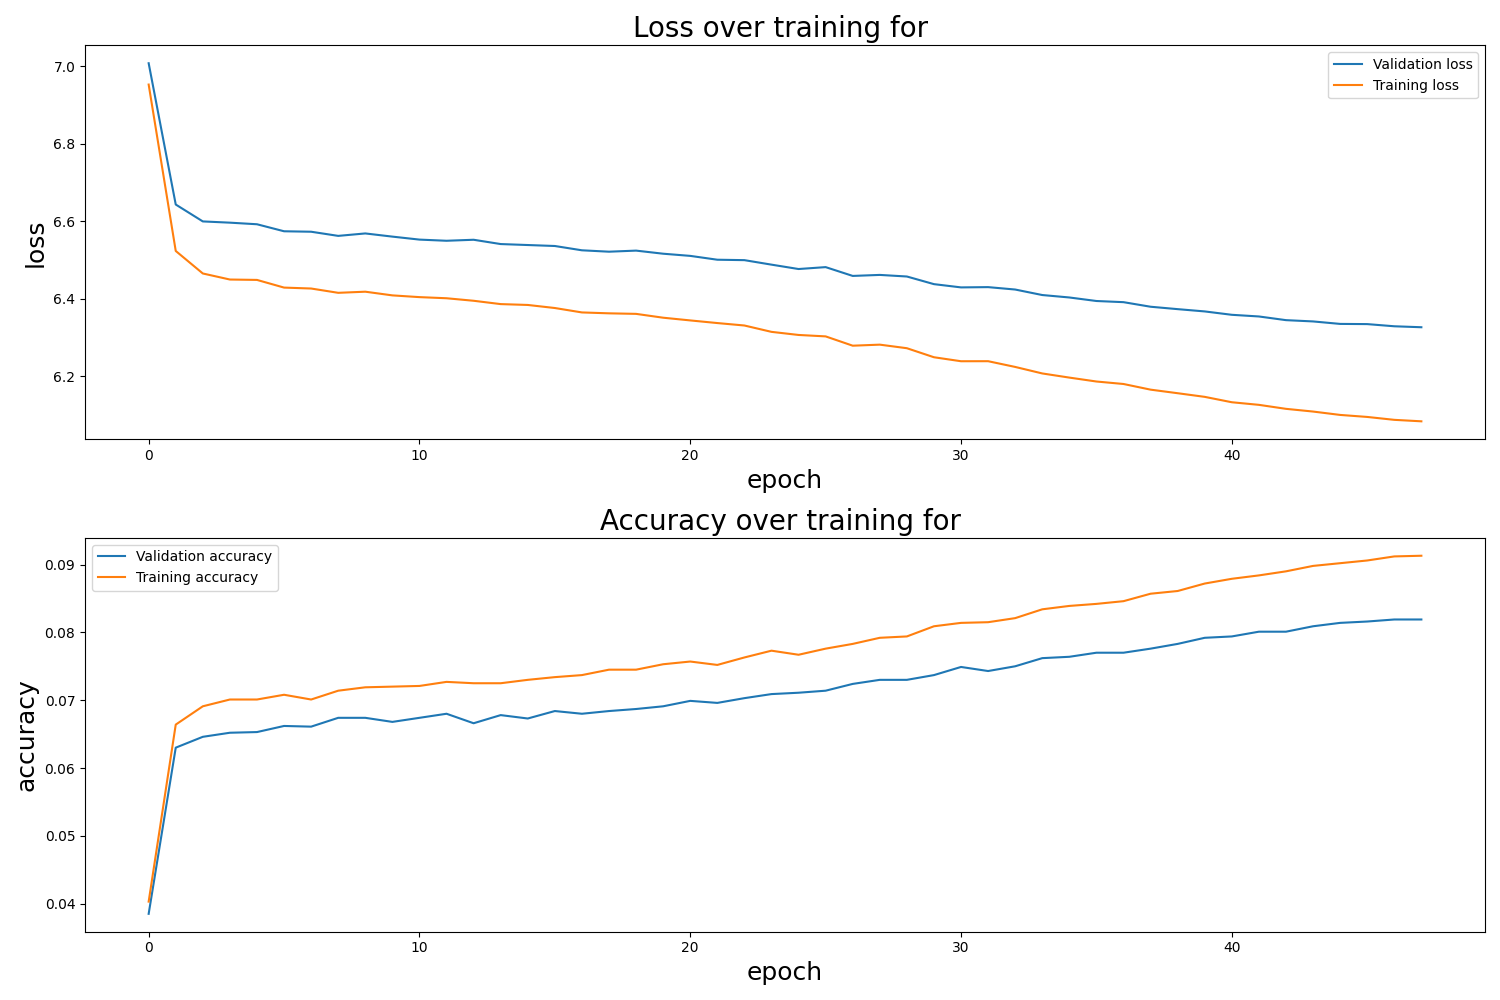 Loss over training for
7.0
6.8
6.6
6.4
6.2
loss
Validation loss
Training loss
0 10 20 30 40
epoch
Accuracy over training for
0.09
0.08
0.07
0.06
0.05
0.04
accuracy
Validation accuracy
Training accuracy
0 10 20 30 40
epoch